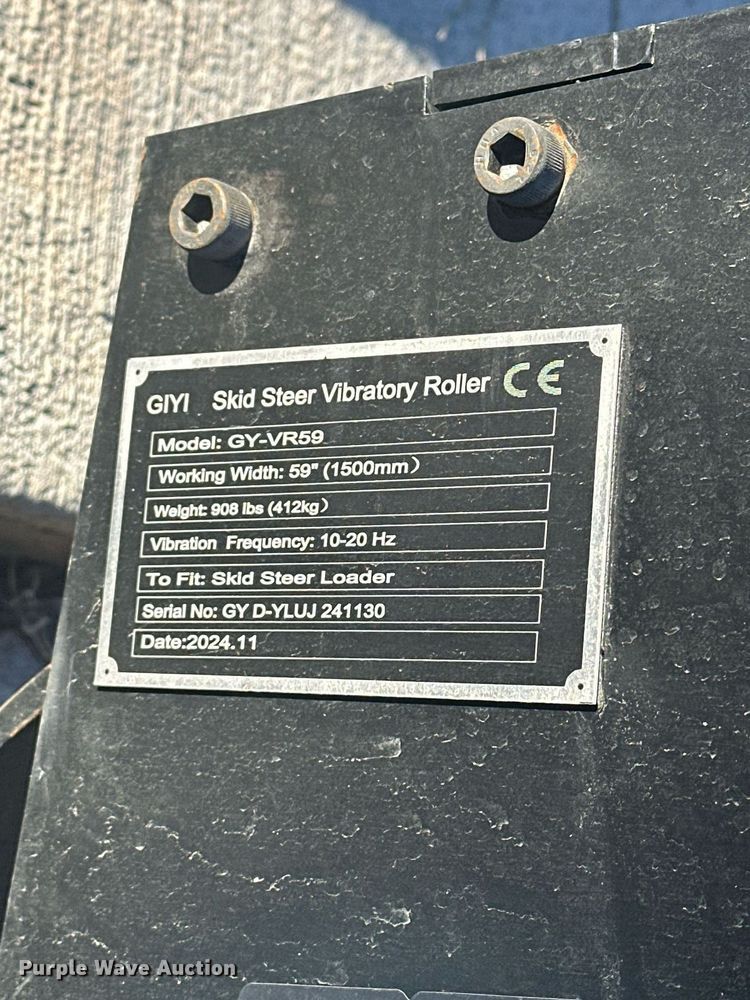 GIYI Skid Steer Vibratory Roller CE
Model: GY-VR59
Working Width: 59" (1500mm）
Weight: 908 lbs (412kg）
Vibration Frequency: 10-20 Hz
To Fit: Skid Steer Loader
Serial No: GY D-YLUJ 241130
Date:2024.11
Purple Wave Auction